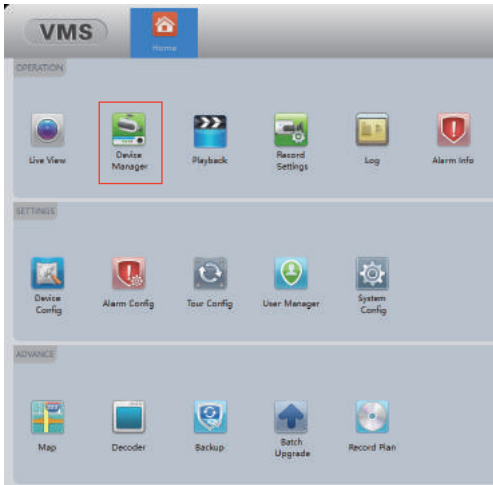 VMS
Home
OPERATION
Live View
Device
Manager
Playback
Record
Settings
Log
Alarm Info
SETTINGS
Device
Config
Alarm Config
Tour Config
User Manager
System
Config
ADVANCE
Map
Decoder
Backup
Batch
Upgrade
Record Plan